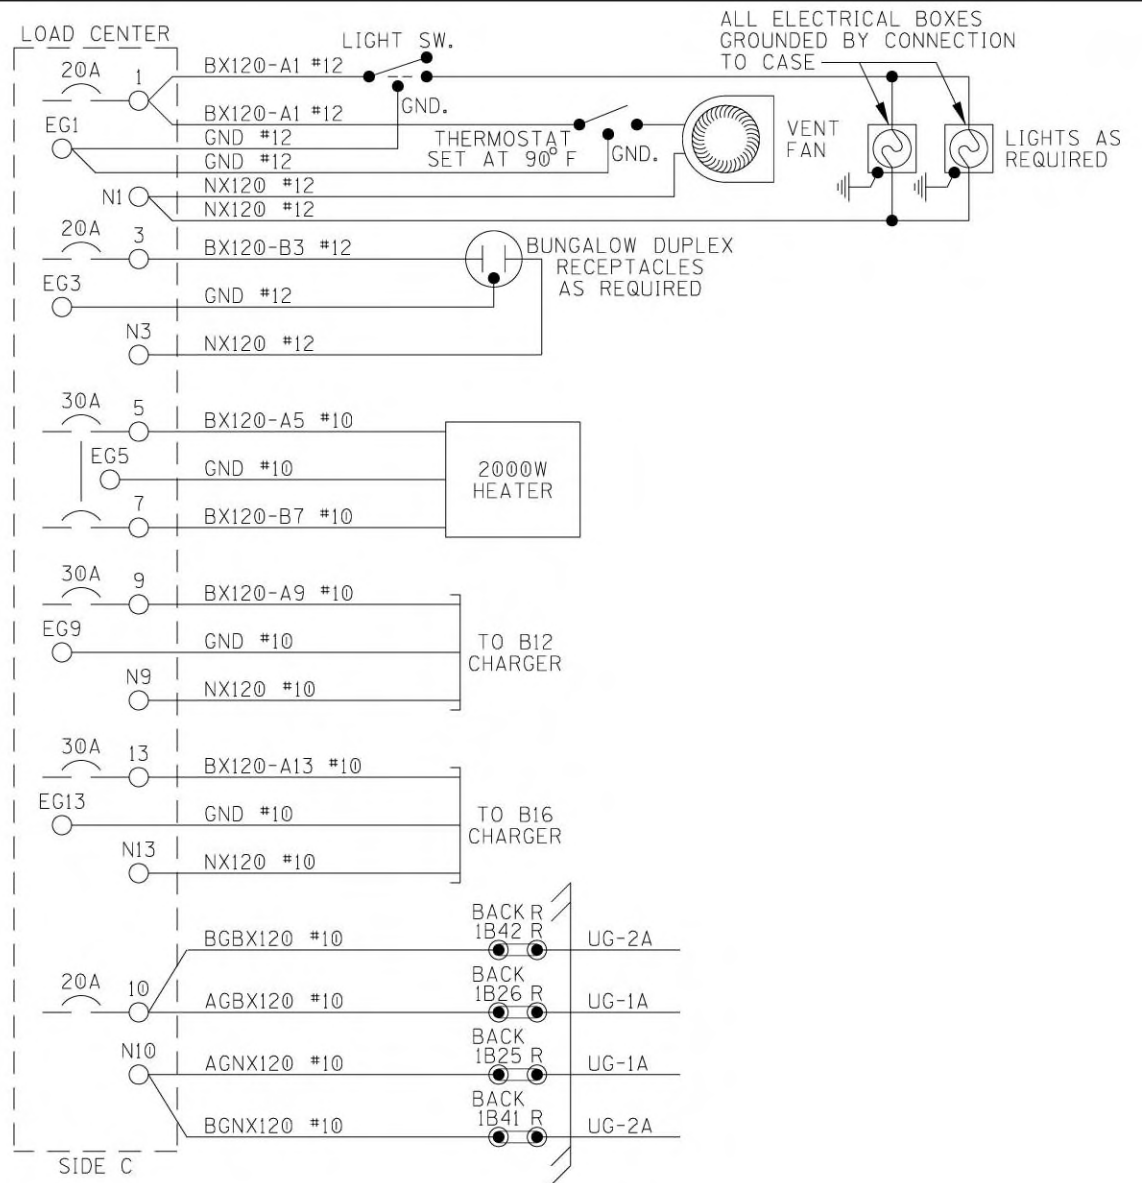 LOAD CENTER
20A
1
BX120-A1 #12
LIGHT SW.
GND.
ALL ELECTRICAL BOXES
GROUNDED BY CONNECTION
TO CASE
BX120-A1 #12
EG1
GND #12
GND #12
THERMOSTAT
SET AT 90° F
GND.
VENT
FAN
LIGHTS AS
REQUIRED
N1
NX120 #12
NX120 #12
20A
3
BX120-B3 #12
BUNGALOW DUPLEX
RECEPTACLES
AS REQUIRED
EG3
GND #12
N3
NX120 #12
30A
5
BX120-A5 #10
EG5
GND #10
2000W
HEATER
7
BX120-B7 #10
30A
9
BX120-A9 #10
EG9
GND #10
TO B12
CHARGER
N9
NX120 #10
30A
13
BX120-A13 #10
EG13
GND #10
TO B16
CHARGER
N13
NX120 #10
BACK R
1B42 R
BGBX120 #10
UG-2A
20A
10
BACK
1B26 R
AGBX120 #10
UG-1A
N10
BACK
1B25 R
AGNX120 #10
UG-1A
BACK
1B41 R
BGNX120 #10
UG-2A
SIDE C